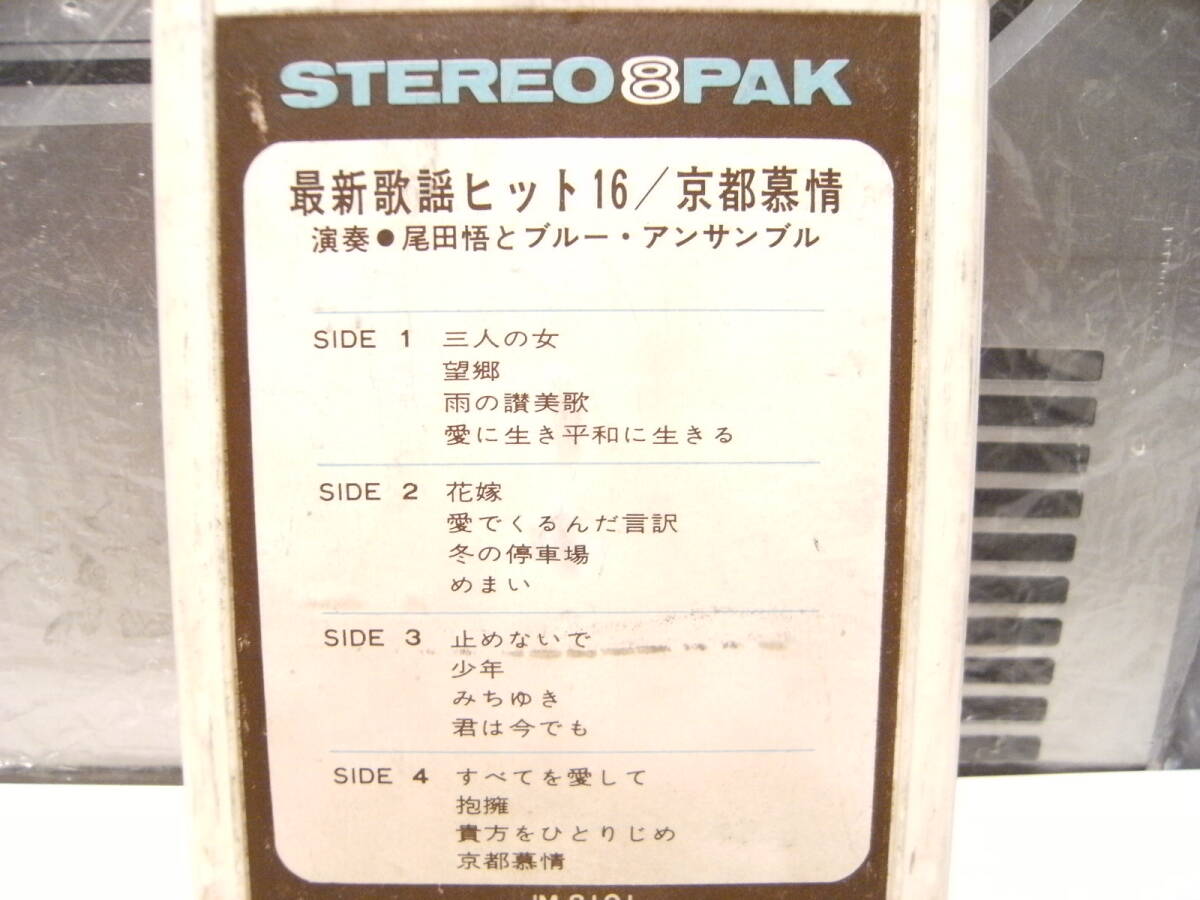 STEREO8PAK
最新歌謡ヒット16/京都慕情
演奏●尾田悟とブルー・アンサンブル
SIDE 1 三人の女
望郷
雨の讃美歌
愛に生き平和に生きる
SIDE 2 花嫁
愛でくるんだ言訳
冬の停車場
めまい
SIDE 3 止めないで
少年
みちゆき
君は今でも
SIDE 4 すべてを愛して
抱擁
貴方をひとりじめ
京都慕情